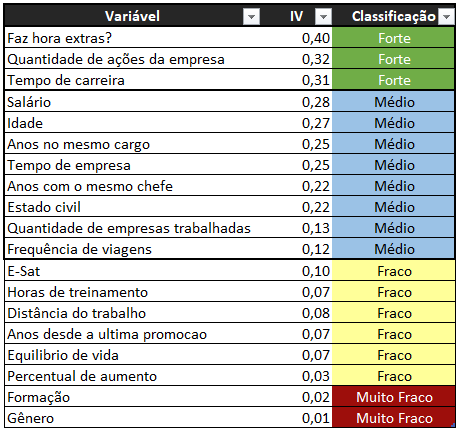 Variável IV Classificação
Faz hora extras? 0,40 Forte
Quantidade de ações da empresa 0,32 Forte
Tempo de carreira 0,31 Forte
Salário 0,28 Médio
Idade 0,27 Médio
Anos no mesmo cargo 0,25 Médio
Tempo de empresa 0,25 Médio
Anos com o mesmo chefe 0,22 Médio
Estado civil 0,22 Médio
Quantidade de empresas trabalhadas 0,13 Médio
Frequência de viagens 0,12 Médio
E-Sat 0,10 Fraco
Horas de treinamento 0,07 Fraco
Distância do trabalho 0,08 Fraco
Anos desde a ultima promocao 0,07 Fraco
Equilibrio de vida 0,07 Fraco
Percentual de aumento 0,03 Fraco
Formação 0,02 Muito Fraco
Gênero 0,01 Muito Fraco